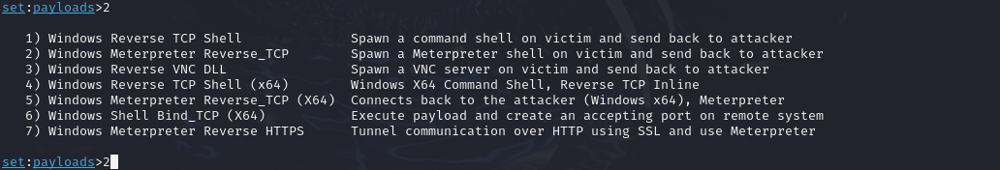 set:payloads>2
1) Windows Reverse TCP Shell Spawn a command shell on victim and send back to attacker
2) Windows Meterpreter Reverse_TCP Spawn a Meterpreter shell on victim and send back to attacker
3) Windows Reverse VNC DLL Spawn a VNC server on victim and send back to attacker
4) Windows Reverse TCP Shell (x64) Windows X64 Command Shell, Reverse TCP Inline
5) Windows Meterpreter Reverse_TCP (X64) Connects back to the attacker (Windows x64), Meterpreter
6) Windows Shell Bind_TCP (X64) Execute payload and create an accepting port on remote system
7) Windows Meterpreter Reverse HTTPS Tunnel communication over HTTP using SSL and use Meterpreter
set:payloads>2